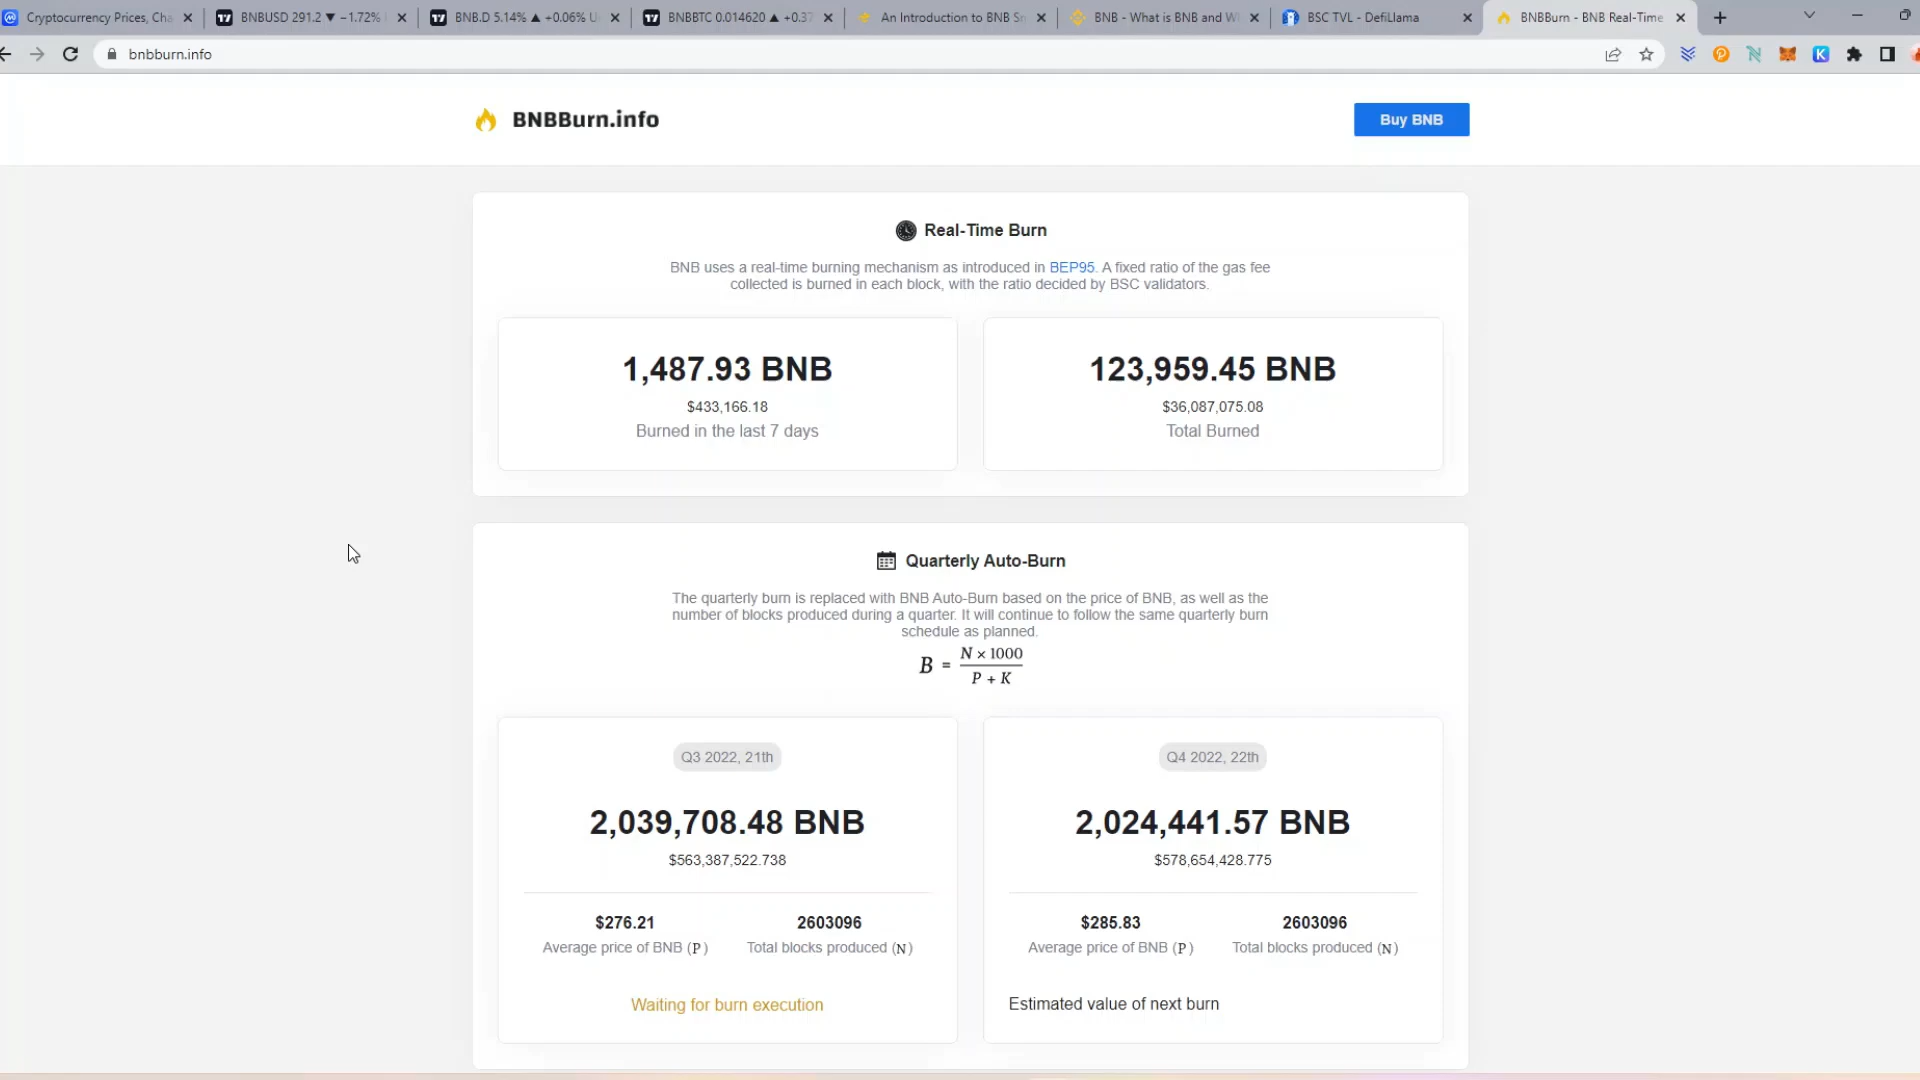 Cryptocurrency Prices, Cha
BNBUSD 291.2 ▼ −1.72%
BNB.D 5.14% ▲ +0.06% U
BNBBTC 0.014620 ▲ +0.37
An Introduction to BNB Sm
BNB - What is BNB and Wh
BSC TVL - DefiLlama
BNBBurn - BNB Real-Time
bnbburn.info
BNBBurn.info
Buy BNB
Real-Time Burn
BNB uses a real-time burning mechanism as introduced in BEP95. A fixed ratio of the gas fee
collected is burned in each block, with the ratio decided by BSC validators.
1,487.93 BNB
$433,166.18
Burned in the last 7 days
123,959.45 BNB
$36,087,075.08
Total Burned
Quarterly Auto-Burn
The quarterly burn is replaced with BNB Auto-Burn based on the price of BNB, as well as the
number of blocks produced during a quarter. It will continue to follow the same quarterly burn
schedule as planned.
B = N × 1000
P + K
Q3 2022, 21th
2,039,708.48 BNB
$563,387,522.738
$276.21
Average price of BNB (P)
2603096
Total blocks produced (N)
Waiting for burn execution
Q4 2022, 22th
2,024,441.57 BNB
$578,654,428.775
$285.83
Average price of BNB (P)
2603096
Total blocks produced (N)
Estimated value of next burn